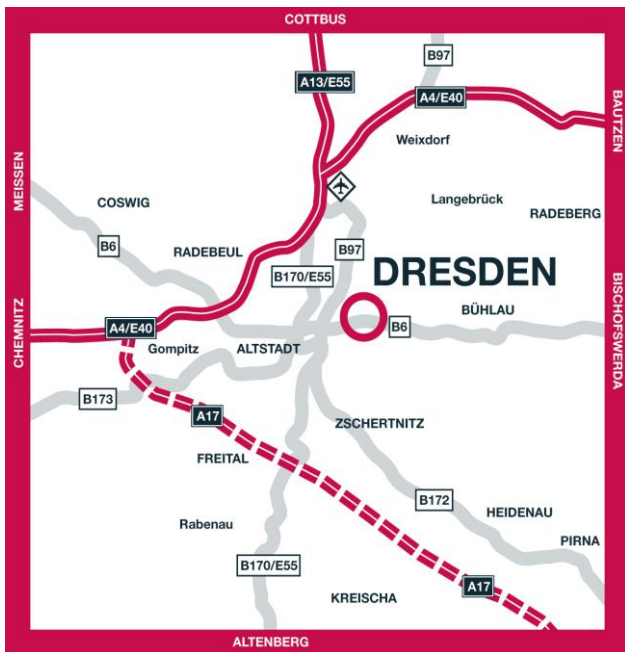 COTTBUS
B97
A13/E55
A4/E40
BAUTZEN
Weixdorf
MEISSEN
COSWIG
Langebrück
RADEBERG
B6
RADEBEUL
B97
B170/E55
DRESDEN
BÜHLAU
BISCHOFSWERDA
CHEMNITZ
A4/E40
B6
Gompitz
ALTSTADT
B173
A17
ZSCHERTNITZ
FREITAL
B172
HEIDENAU
Rabenau
PIRNA
B170/E55
A17
KREISCHA
ALTENBERG